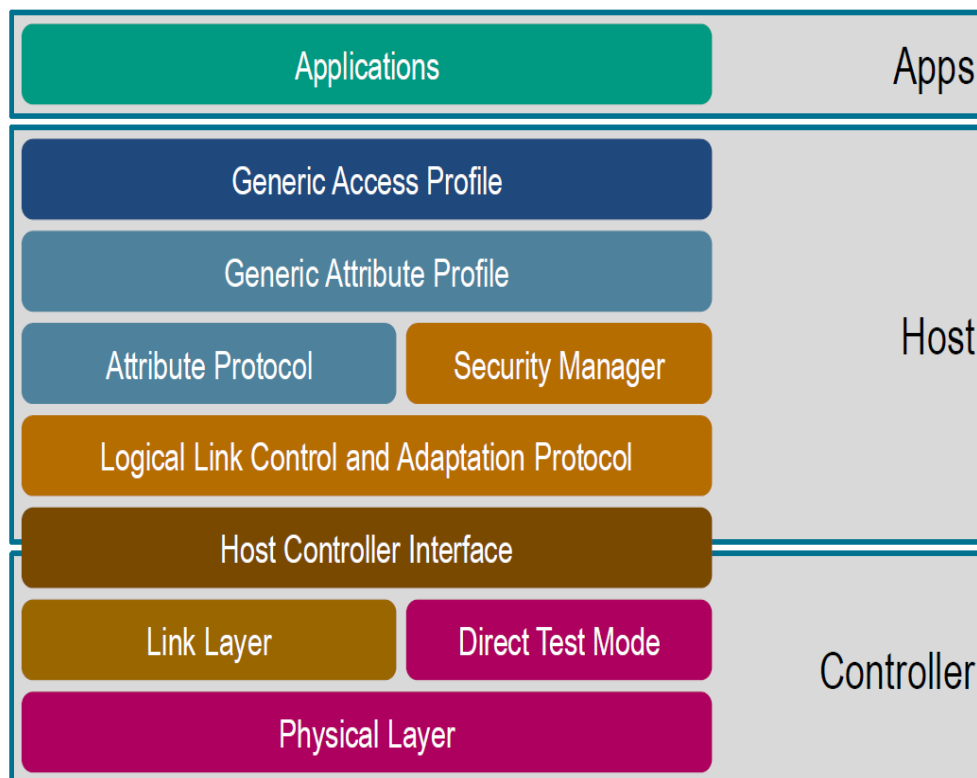 Applications
Apps
Generic Access Profile
Generic Attribute Profile
Host
Attribute Protocol
Security Manager
Logical Link Control and Adaptation Protocol
Host Controller Interface
Link Layer
Direct Test Mode
Controller
Physical Layer